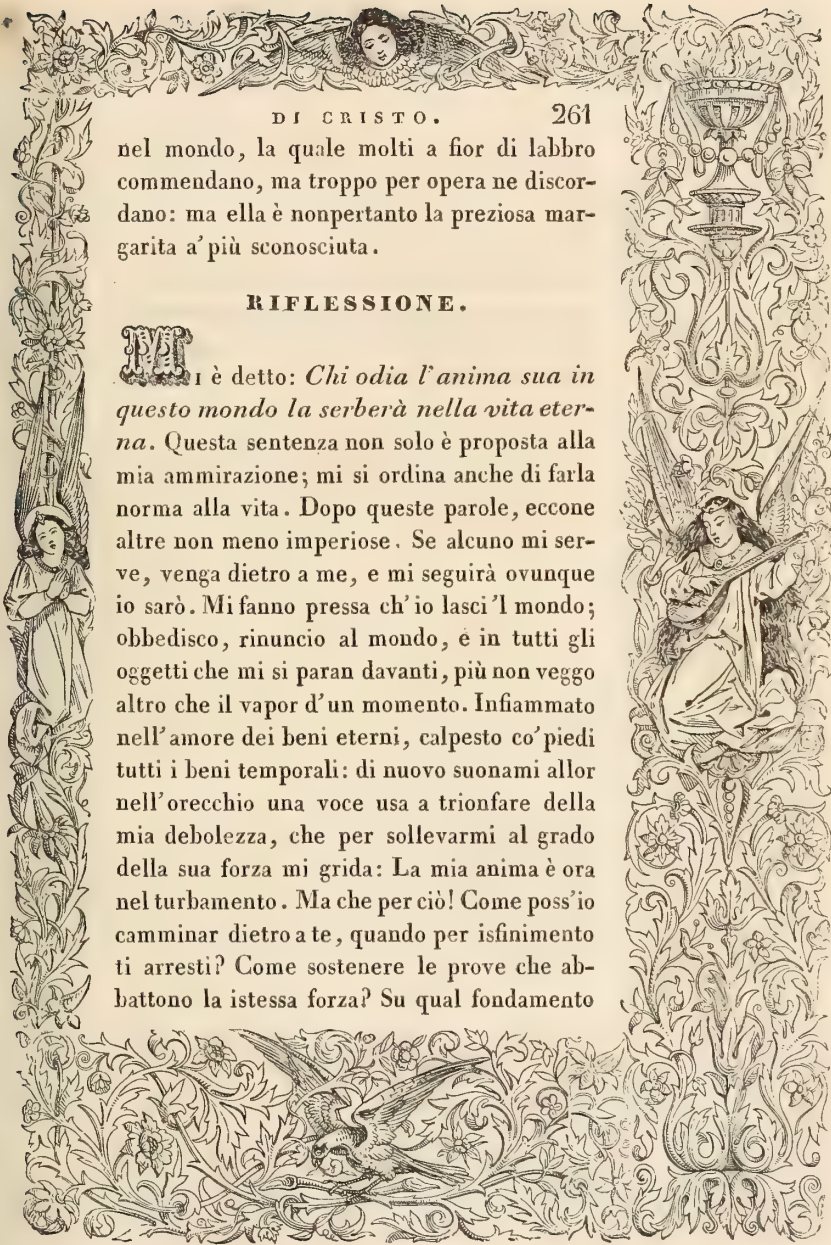 DI CRISTO. 261
nel mondo, la quale molti a fior di labbro
commendano, ma troppo per opera ne discor-
dano: ma ella è nonpertanto la preziosa mar-
garita a' più sconosciuta.
RIFLESSIONE.
MI è detto: Chi odia l'anima sua in
questo mondo la serberà nella vita eter-
na. Questa sentenza non solo è proposta alla
mia ammirazione; mi si ordina anche di farla
norma alla vita. Dopo queste parole, eccone
altre non meno imperiose. Se alcuno mi ser-
ve, venga dietro a me, e mi seguirà ovunque
io sarò. Mi fanno pressa ch' io lasci 'l mondo;
obbedisco, rinuncio al mondo, e in tutti gli
oggetti che mi si paran davanti, più non veggo
altro che il vapor d'un momento. Infiammato
nell'amore dei beni eterni, calpesto co' piedi
tutti i beni temporali: di nuovo suonami allor
nell'orecchio una voce usa a trionfare della
mia debolezza, che per sollevarmi al grado
della sua forza mi grida: La mia anima è ora
nel turbamento. Ma che per ciò! Come poss'io
camminar dietro a te, quando per isfinimento
ti arresti? Come sostenere le prove che ab-
battono la istessa forza? Su qual fondamento